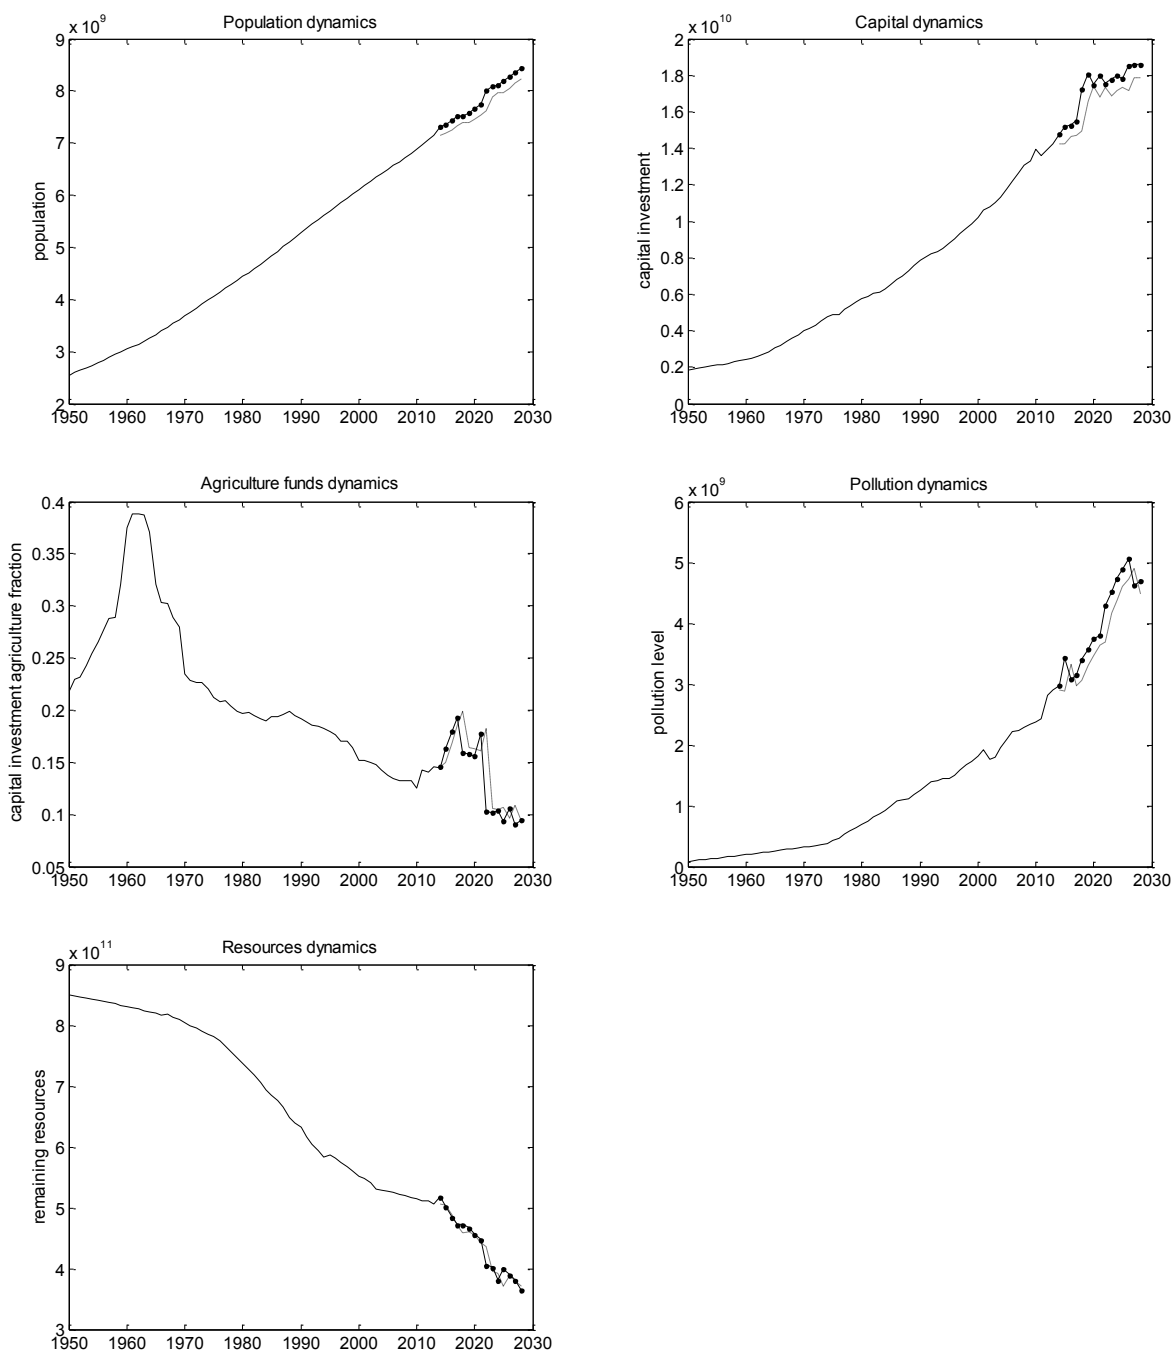 Population dynamics
x 10^9
9
8
7
6
5
4
3
2
population
1950 1960 1970 1980 1990 2000 2010 2020 2030
Capital dynamics
x 10^10
2
1.8
1.6
1.4
1.2
1
0.8
0.6
0.4
0.2
0
capital investment
1950 1960 1970 1980 1990 2000 2010 2020 2030
Agriculture funds dynamics
0.4
0.35
0.3
0.25
0.2
0.15
0.1
0.05
capital investment agriculture fraction
1950 1960 1970 1980 1990 2000 2010 2020 2030
Pollution dynamics
x 10^9
6
5
4
3
2
1
0
pollution level
1950 1960 1970 1980 1990 2000 2010 2020 2030
Resources dynamics
x 10^11
9
8
7
6
5
4
3
remaining resources
1950 1960 1970 1980 1990 2000 2010 2020 2030